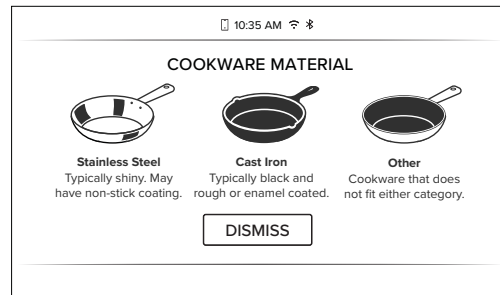 10:35 AM
COOKWARE MATERIAL
Stainless Steel
Typically shiny. May
have non-stick coating.
Cast Iron
Typically black and
rough or enamel coated.
Other
Cookware that does
not fit either category.
DISMISS